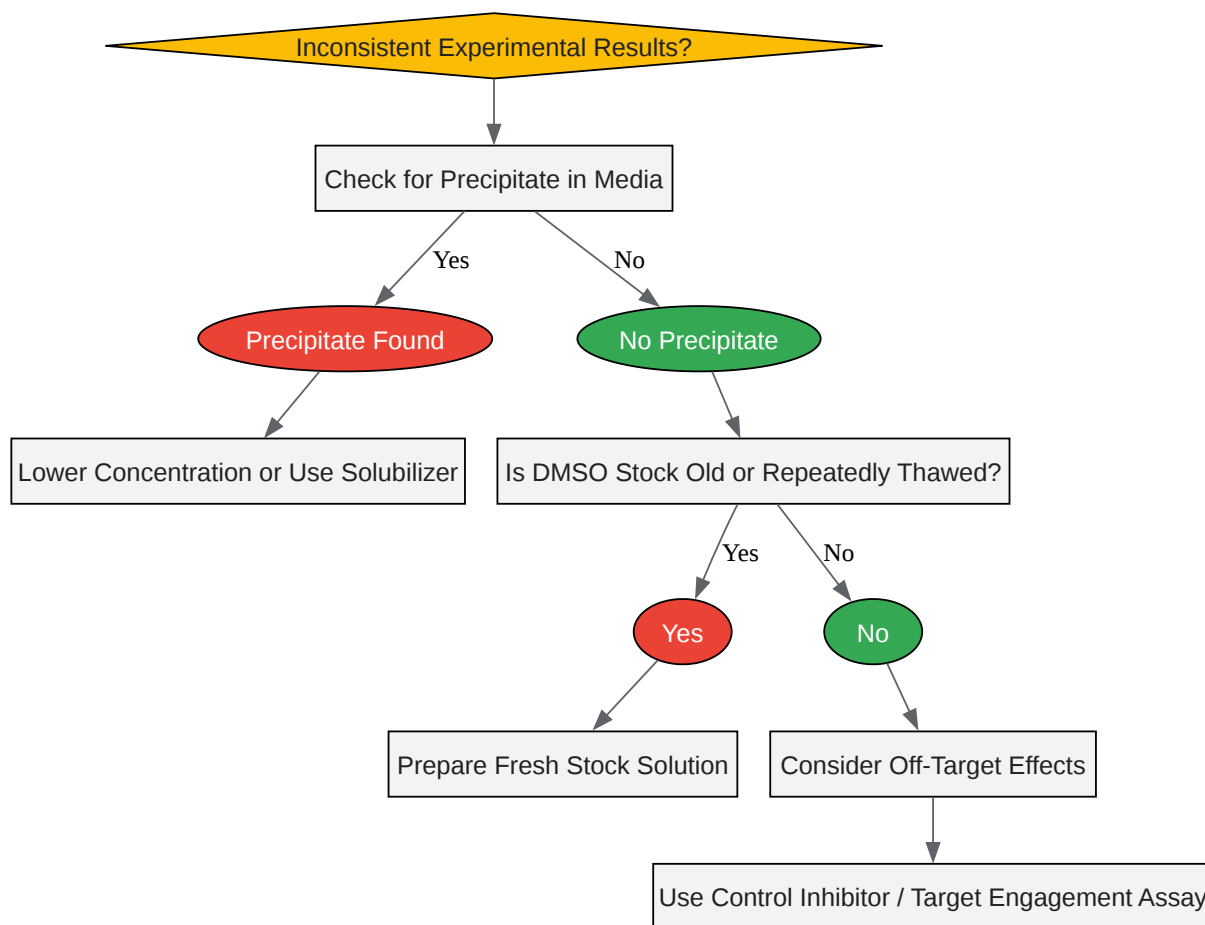 Inconsistent Experimental Results?
Check for Precipitate in Media
Yes
No
Precipitate Found
No Precipitate
Lower Concentration or Use Solubilizer
Is DMSO Stock Old or Repeatedly Thawed?
Yes
No
Yes
No
Prepare Fresh Stock Solution
Consider Off-Target Effects
Use Control Inhibitor / Target Engagement Assay